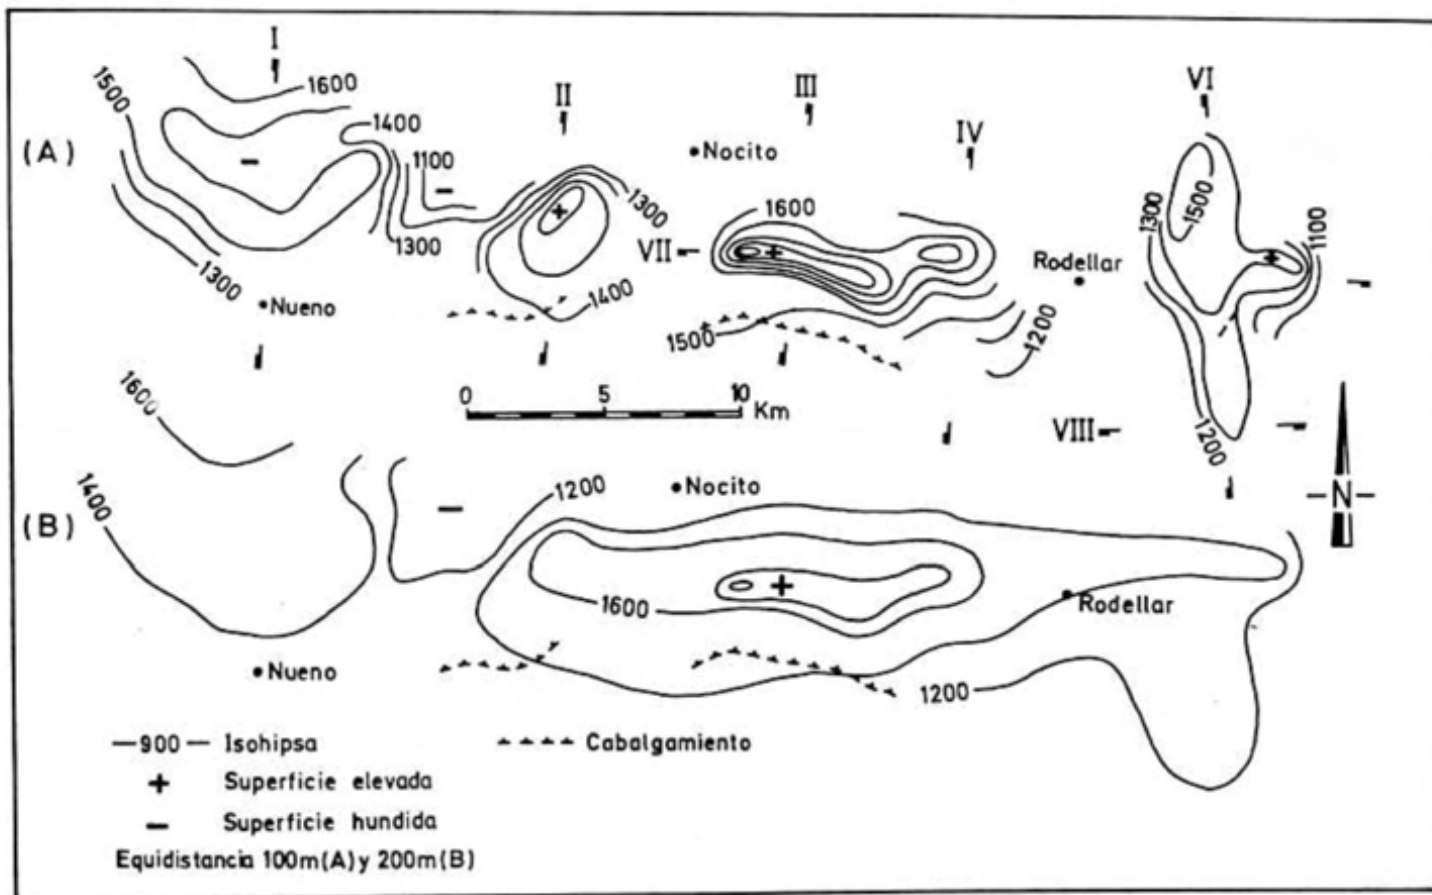 I
II
III
IV
VI
(A)
1500
1600
1400
1100
1300
1300
Nueno
Nocito
1300
1400
VII
1600
1500
1200
Rodellar
1300
1500
1100
1200
VIII
0 5 10 Km
N
(B)
1600
1400
1200
Nocito
1600
Rodellar
1200
Nueno
—900— Isohipsa
Cabalgamiento
+ Superficie elevada
— Superficie hundida
Equidistancia 100m(A) y 200m(B)